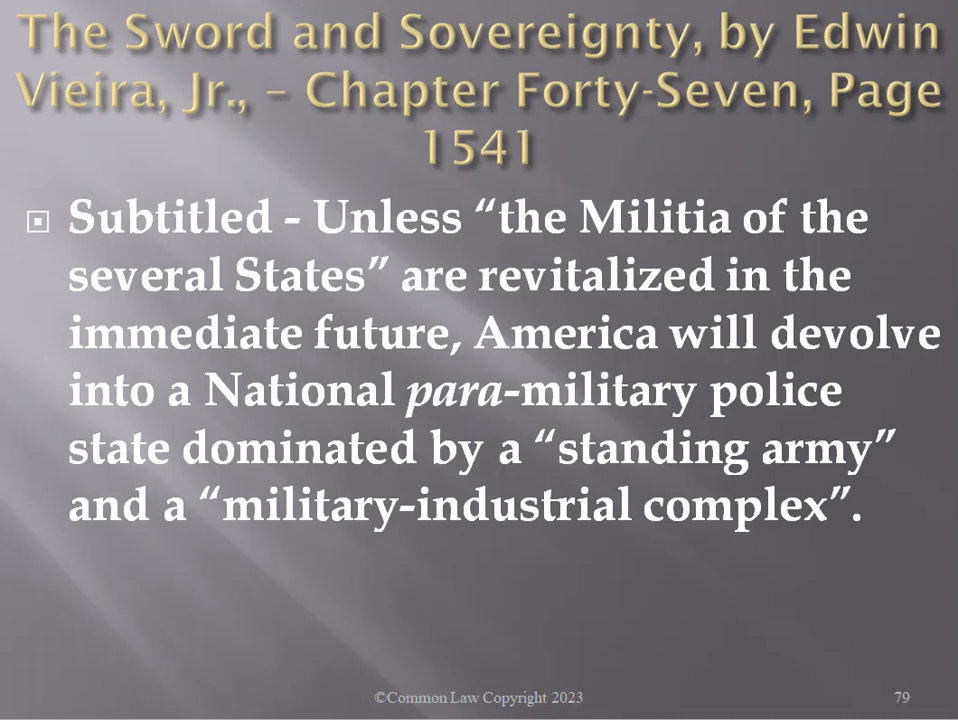 The Sword and Sovereignty, by Edwin
Vieira, Jr., – Chapter Forty-Seven, Page
1541
Subtitled - Unless “the Militia of the
several States” are revitalized in the
immediate future, America will devolve
into a National para-military police
state dominated by a “standing army”
and a “military-industrial complex”.
©Common Law Copyright 2023
79